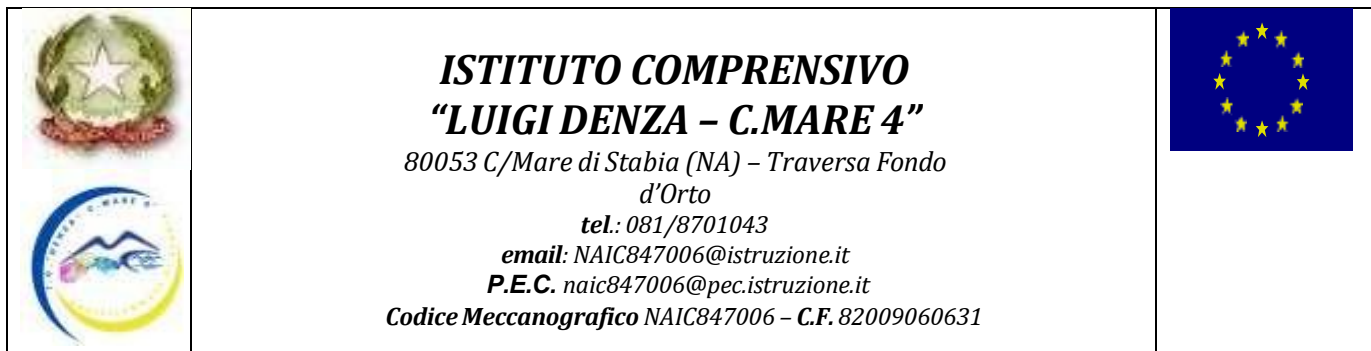 ISTITUTO COMPRENSIVO
“LUIGI DENZA – C.MARE 4”
80053 C/Mare di Stabia (NA) – Traversa Fondo
d’Orto
tel.: 081/8701043
email: NAIC847006@istruzione.it
P.E.C. naic847006@pec.istruzione.it
Codice Meccanografico NAIC847006 – C.F. 82009060631